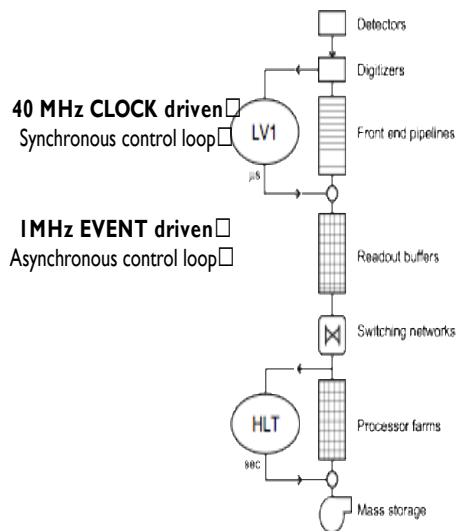 Detectors
Digitizers
40 MHz CLOCK driven□
Synchronous control loop□
LV1
Front end pipelines
µs
1MHz EVENT driven□
Asynchronous control loop□
Readout buffers
Switching networks
HLT
Processor farms
sec
Mass storage